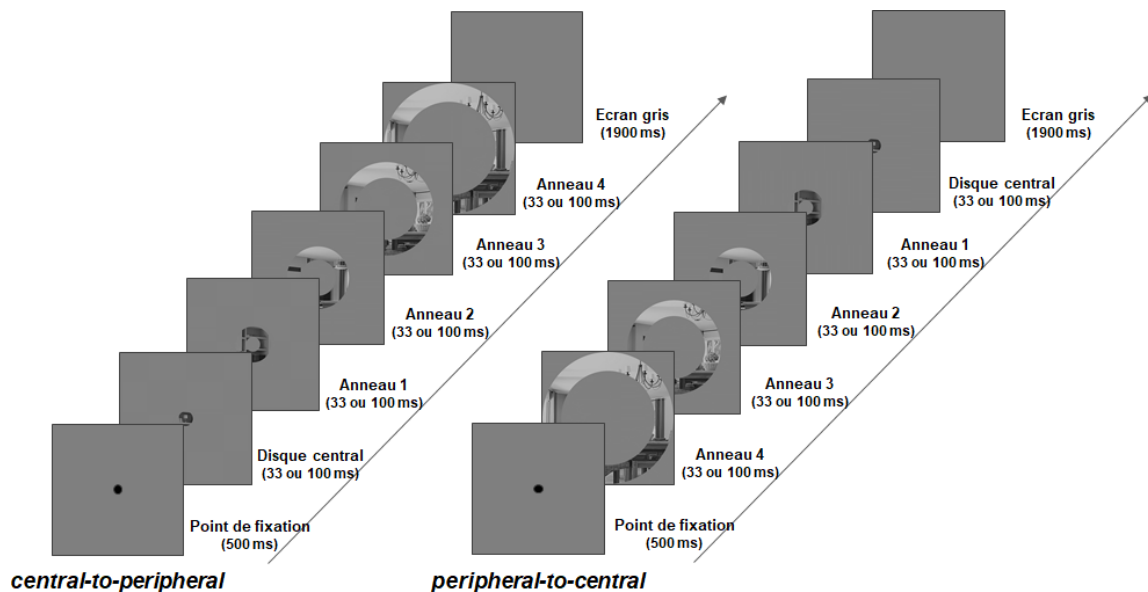 Ecran gris
(1900 ms)
Anneau 4
(33 ou 100 ms)
Anneau 3
(33 ou 100 ms)
Anneau 2
(33 ou 100 ms)
Anneau 1
(33 ou 100 ms)
Disque central
(33 ou 100 ms)
Point de fixation
(500 ms)
central-to-peripheral
Ecran gris
(1900 ms)
Disque central
(33 ou 100 ms)
Anneau 1
(33 ou 100 ms)
Anneau 2
(33 ou 100 ms)
Anneau 3
(33 ou 100 ms)
Anneau 4
(33 ou 100 ms)
Point de fixation
(500 ms)
peripheral-to-central